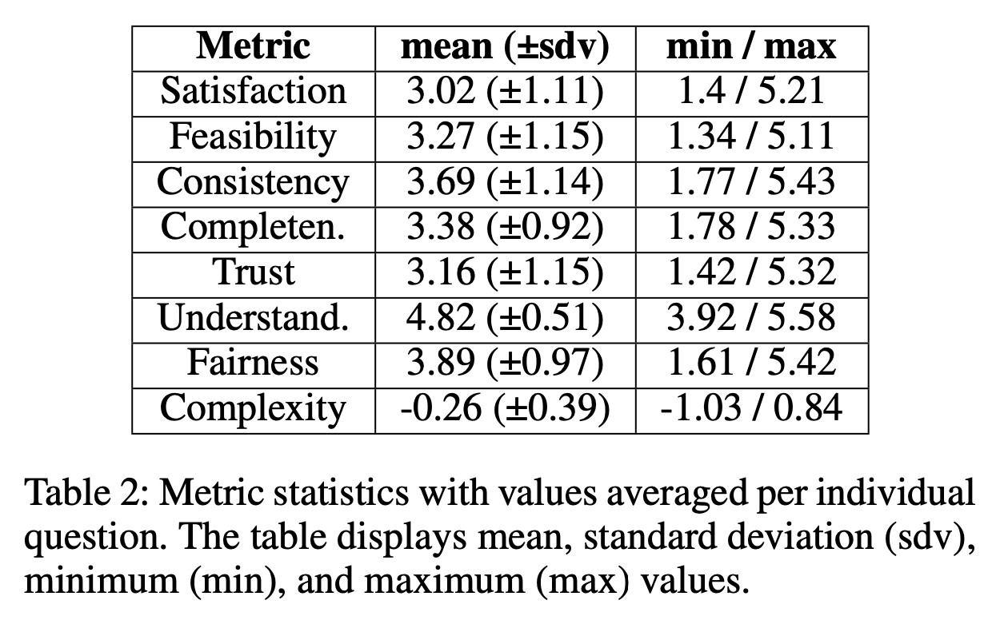 Metric mean (±sdv) min / max
Satisfaction 3.02 (±1.11) 1.4 / 5.21
Feasibility 3.27 (±1.15) 1.34 / 5.11
Consistency 3.69 (±1.14) 1.77 / 5.43
Completen. 3.38 (±0.92) 1.78 / 5.33
Trust 3.16 (±1.15) 1.42 / 5.32
Understand. 4.82 (±0.51) 3.92 / 5.58
Fairness 3.89 (±0.97) 1.61 / 5.42
Complexity -0.26 (±0.39) -1.03 / 0.84
Table 2: Metric statistics with values averaged per individual
question. The table displays mean, standard deviation (sdv),
minimum (min), and maximum (max) values.